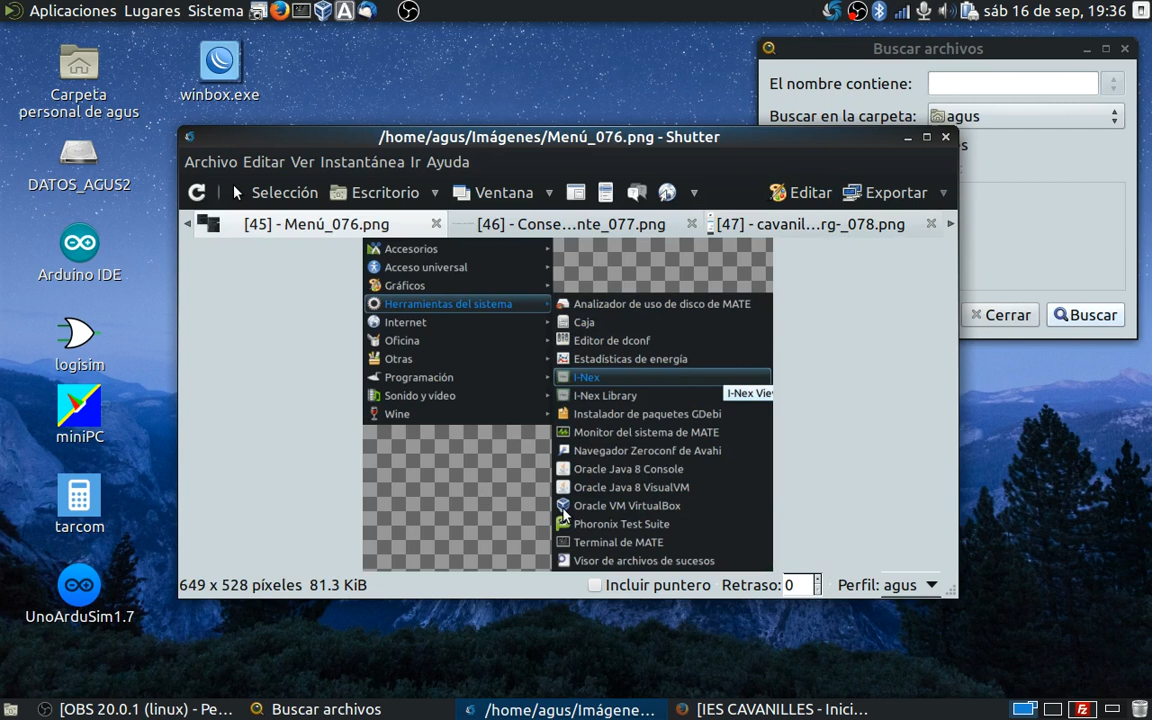 Aplicaciones Lugares Sistema
sáb 16 de sep, 19:36
Carpeta
personal de agus
winbox.exe
DATOS_AGUS2
Arduino IDE
logisim
miniPC
tarcom
UnoArduSim1.7
Buscar archivos
El nombre contiene:
Buscar en la carpeta: agus
Cerrar Buscar
/home/agus/Imágenes/Menú_076.png - Shutter
Archivo Editar Ver Instantánea Ir Ayuda
Selección Escritorio Ventana Editar Exportar
[45] - Menú_076.png [46] - Conse...nte_077.png [47] - cavanil...rg-_078.png
Accesorios
Acceso universal
Gráficos
Herramientas del sistema
Internet
Oficina
Otras
Programación
Sonido y vídeo
Wine
Analizador de uso de disco de MATE
Caja
Editor de dconf
Estadísticas de energía
I-Nex
I-Nex Library
Instalador de paquetes GDebi
Monitor del sistema de MATE
Navegador Zeroconf de Avahi
Oracle Java 8 Console
Oracle Java 8 VisualVM
Oracle VM VirtualBox
Phoronix Test Suite
Terminal de MATE
Visor de archivos de sucesos
649 x 528 píxeles 81.3 KiB Incluir puntero Retraso: 0 Perfil: agus
[OBS 20.0.1 (linux) - Pe... Buscar archivos /home/agus/Imágene... [IES CAVANILLES - Inici...